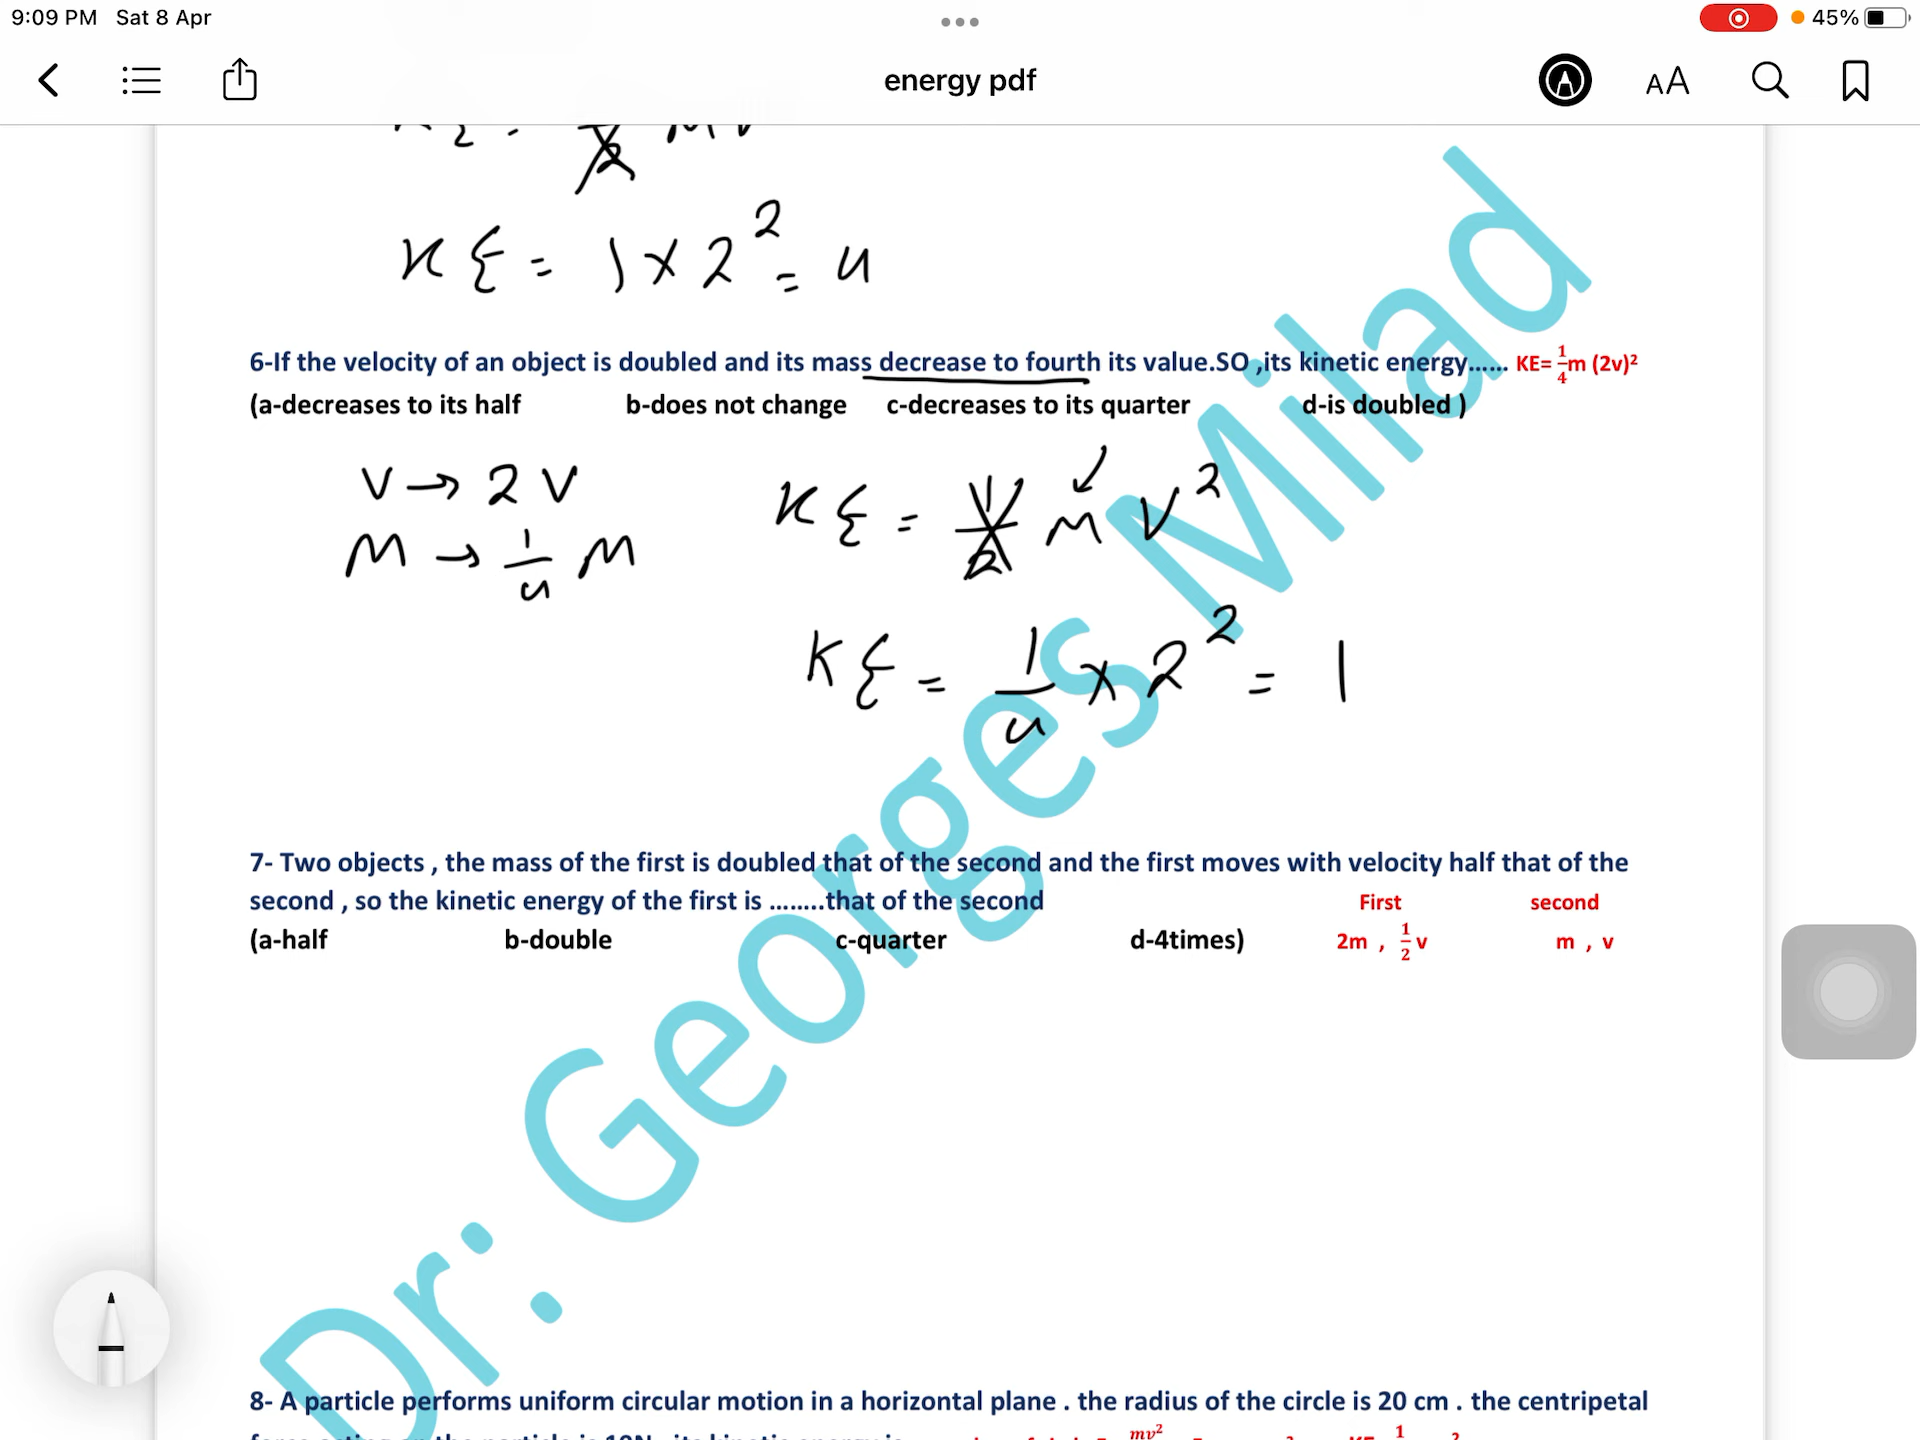 9:09 PM Sat 8 Apr
45%
energy pdf
AA
KE = 1 × 2² = 4
6-If the velocity of an object is doubled and its mass decrease to fourth its value.SO ,its kinetic energy...... KE= 1/4 m (2v)²
(a-decreases to its half b-does not change c-decreases to its quarter d-is doubled )
V → 2 V
M → 1/4 M
KE = 1/2 M V²
KE = 1/4 × 2² = 1
7- Two objects , the mass of the first is doubled that of the second and the first moves with velocity half that of the
second , so the kinetic energy of the first is ........that of the second
First second
(a-half b-double c-quarter d-4times)
2m , 1/2 v m , v
8- A particle performs uniform circular motion in a horizontal plane . the radius of the circle is 20 cm . the centripetal
Dr: Georges Milad